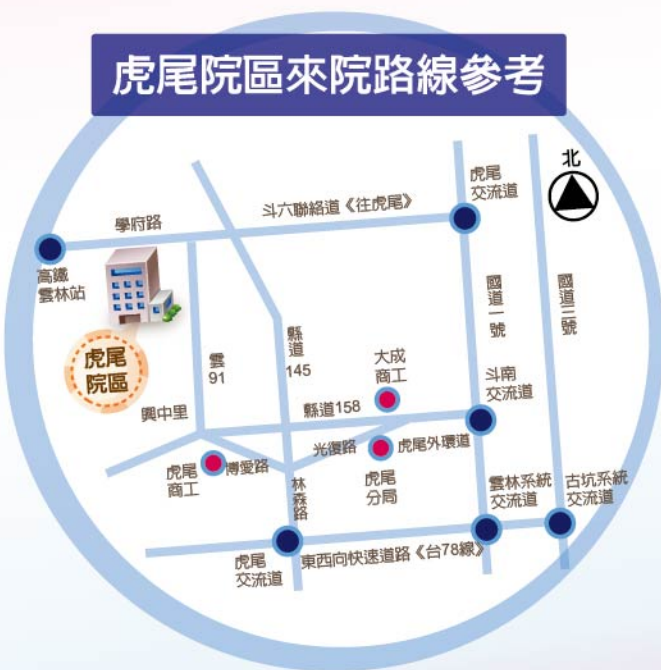 虎尾院區來院路線參考
北
虎尾
交流道
學府路
斗六聯絡道《往虎尾》
高鐵
雲林站
國道一號
國道三號
虎尾
院區
雲
91
縣道
145
大成
商工
斗南
交流道
興中里
縣道158
光復路
虎尾外環道
虎尾
商工
博愛路
林森路
虎尾
分局
雲林系統
交流道
古坑系統
交流道
虎尾
交流道
東西向快速道路《台78線》